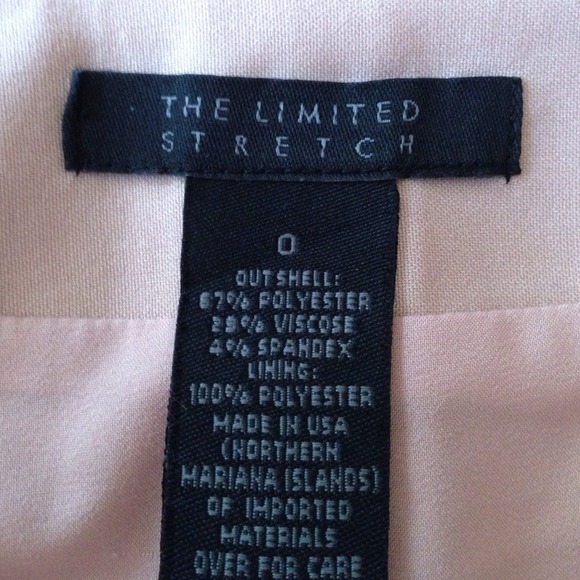 THE LIMITED
STRETCH
0
OUTSHELL:
67% POLYESTER
29% VISCOSE
4% SPANDEX
LINING:
100% POLYESTER
MADE IN USA
(NORTHERN
MARIANA ISLANDS)
OF IMPORTED
MATERIALS
OVER FOR CARE